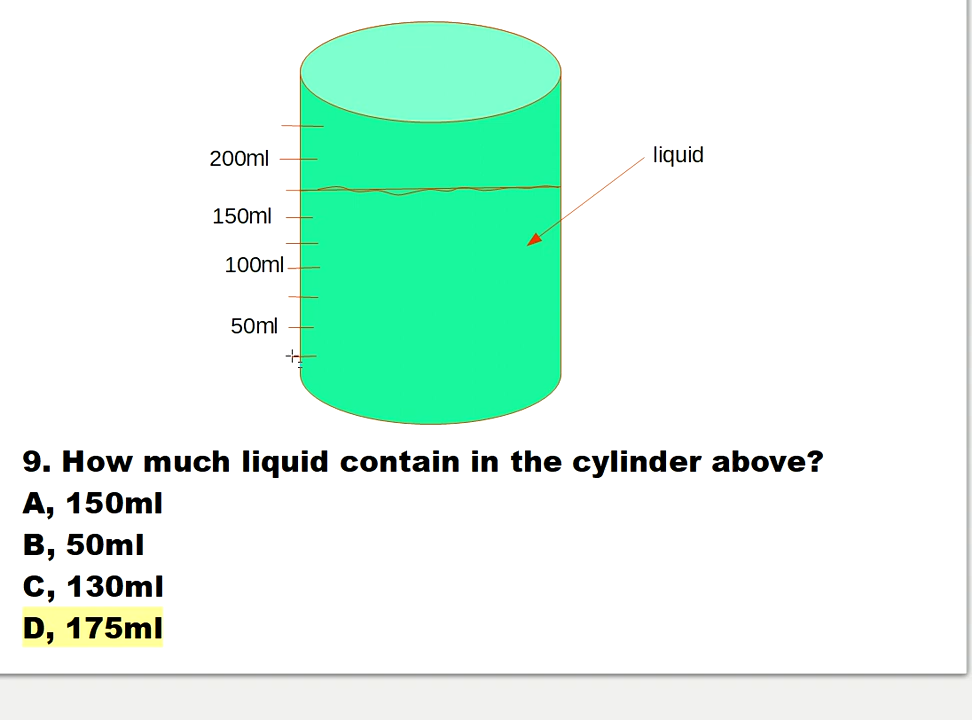 200ml
liquid
150ml
100ml
50ml
9. How much liquid contain in the cylinder above?
A, 150ml
B, 50ml
C, 130ml
D, 175ml